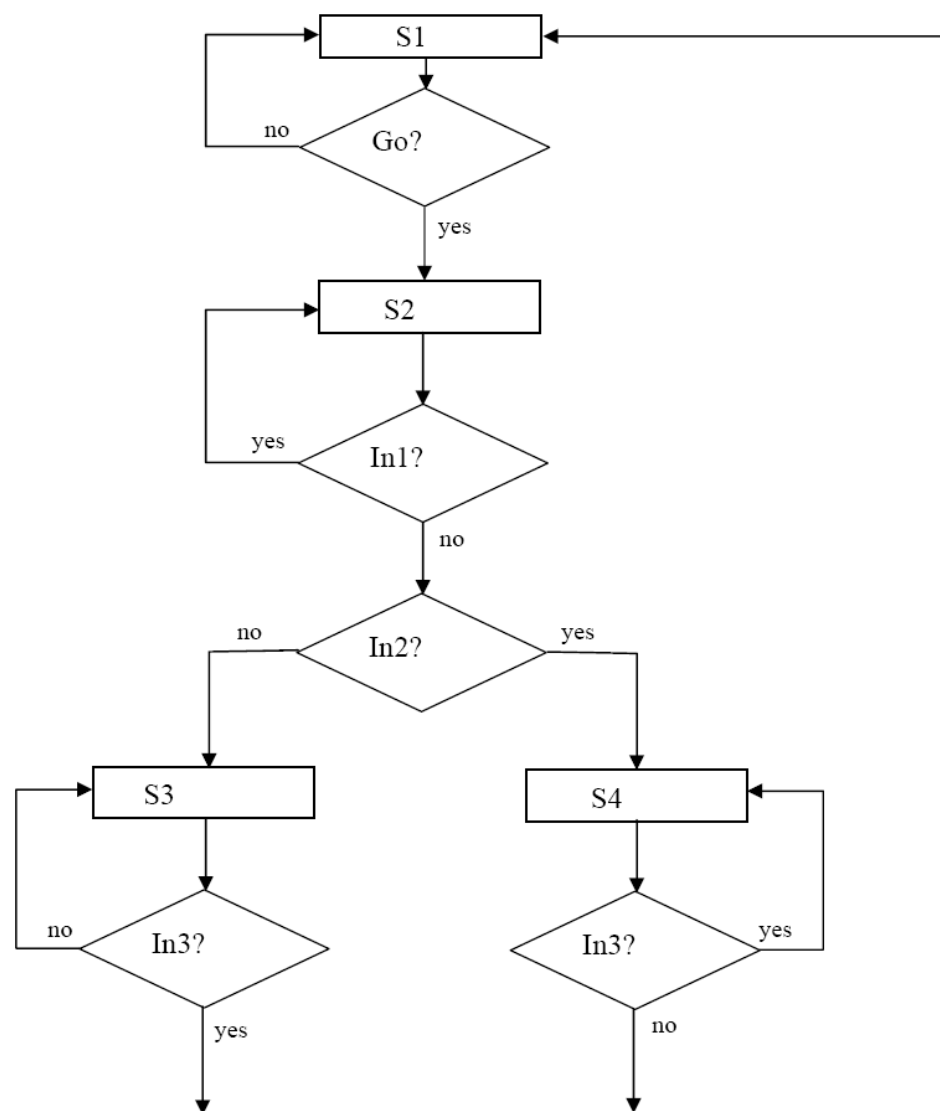 S1
no
Go?
yes
S2
yes
In1?
no
no
In2?
yes
S3
S4
no
In3?
In3?
yes
yes
no